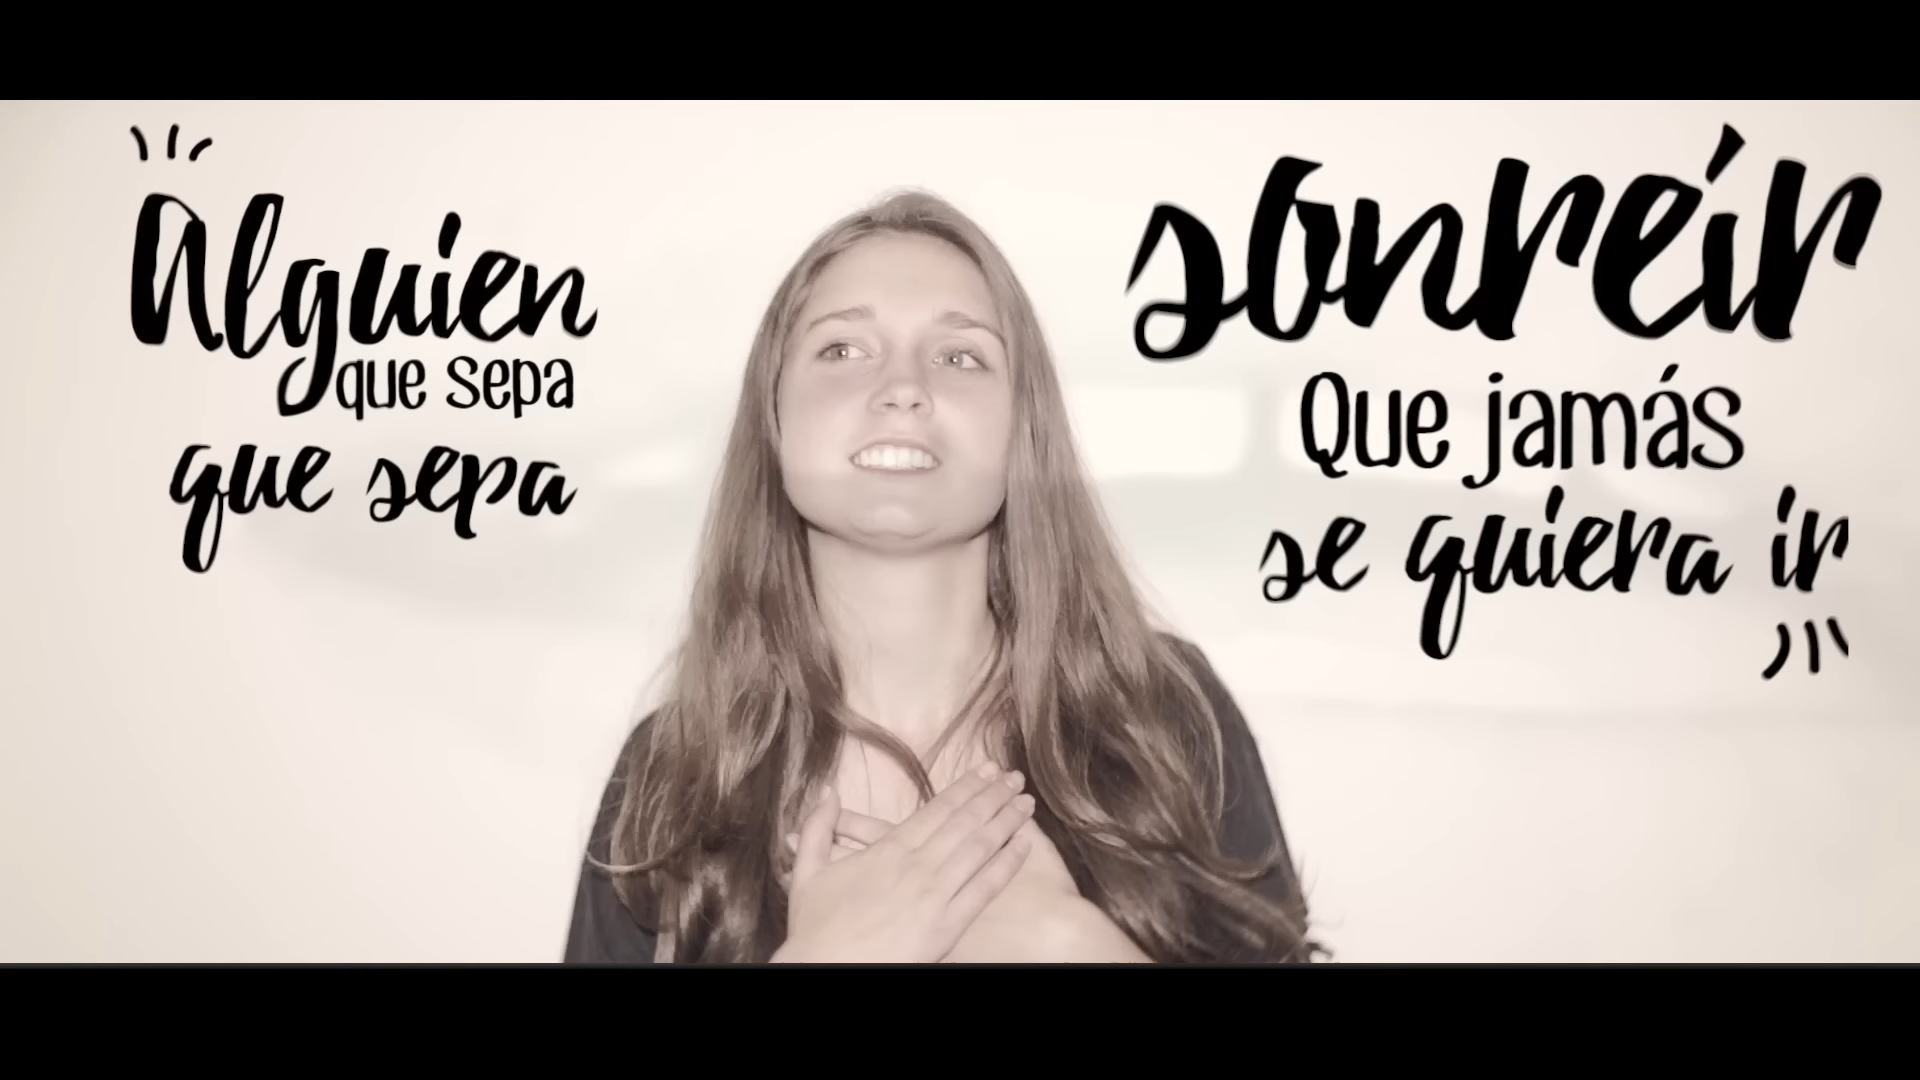 Alguien
que sepa
que sepa
sonreír
Que jamás
se quiera ir